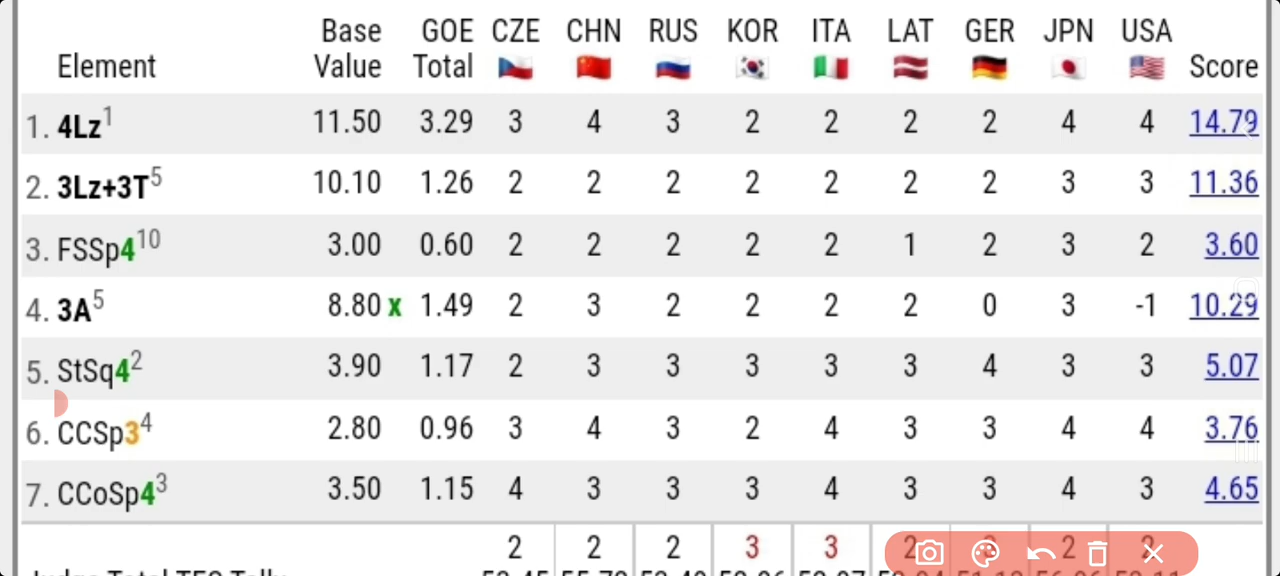 Element Base Value GOE Total CZE CHN RUS KOR ITA LAT GER JPN USA Score
1. 4Lz1 11.50 3.29 3 4 3 2 2 2 2 4 4 14.79
2. 3Lz+3T5 10.10 1.26 2 2 2 2 2 2 2 3 3 11.36
3. FSSp410 3.00 0.60 2 2 2 2 2 1 2 3 2 3.60
4. 3A5 8.80 x 1.49 2 3 2 2 2 2 0 3 -1 10.29
5. StSq42 3.90 1.17 2 3 3 3 3 3 4 3 3 5.07
6. CCSp34 2.80 0.96 3 4 3 2 4 3 3 4 4 3.76
7. CCoSp43 3.50 1.15 4 3 3 3 4 3 3 4 3 4.65
2 2 2 3 3 2 2 2